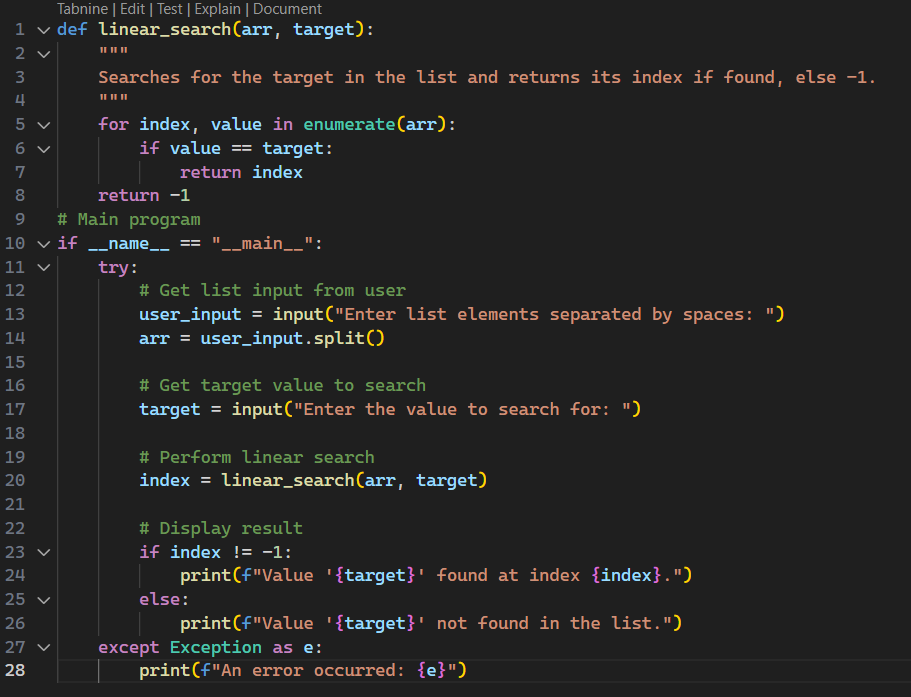 Tabnine | Edit | Test | Explain | Document
1 def linear_search(arr, target):
2     """
3     Searches for the target in the list and returns its index if found, else -1.
4     """
5     for index, value in enumerate(arr):
6         if value == target:
7             return index
8     return -1
9 # Main program
10 if __name__ == "__main__":
11     try:
12         # Get list input from user
13         user_input = input("Enter list elements separated by spaces: ")
14         arr = user_input.split()
15
16         # Get target value to search
17         target = input("Enter the value to search for: ")
18
19         # Perform linear search
20         index = linear_search(arr, target)
21
22         # Display result
23         if index != -1:
24             print(f"Value '{target}' found at index {index}.")
25         else:
26             print(f"Value '{target}' not found in the list.")
27     except Exception as e:
28         print(f"An error occurred: {e}")